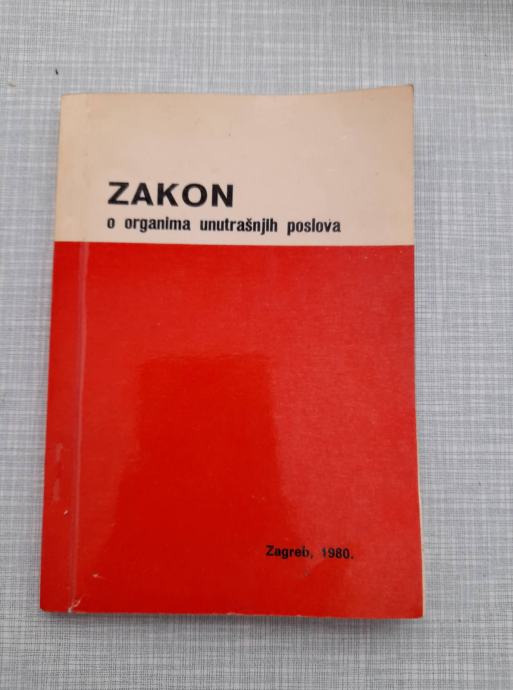 ZAKON
o organima unutrašnjih poslova
Zagreb, 1980.